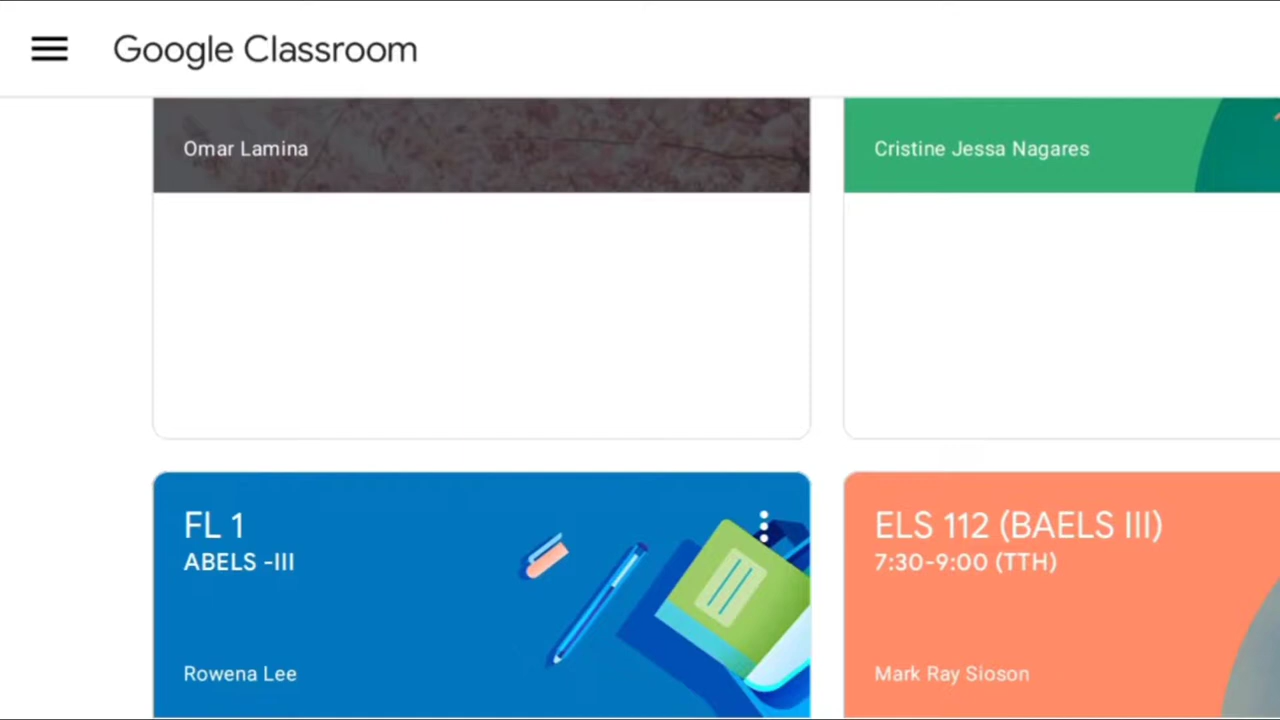 Google Classroom
Omar Lamina
Cristine Jessa Nagares
FL 1
ABELS -III
Rowena Lee
ELS 112 (BAELS III)
7:30-9:00 (TTH)
Mark Ray Sioson